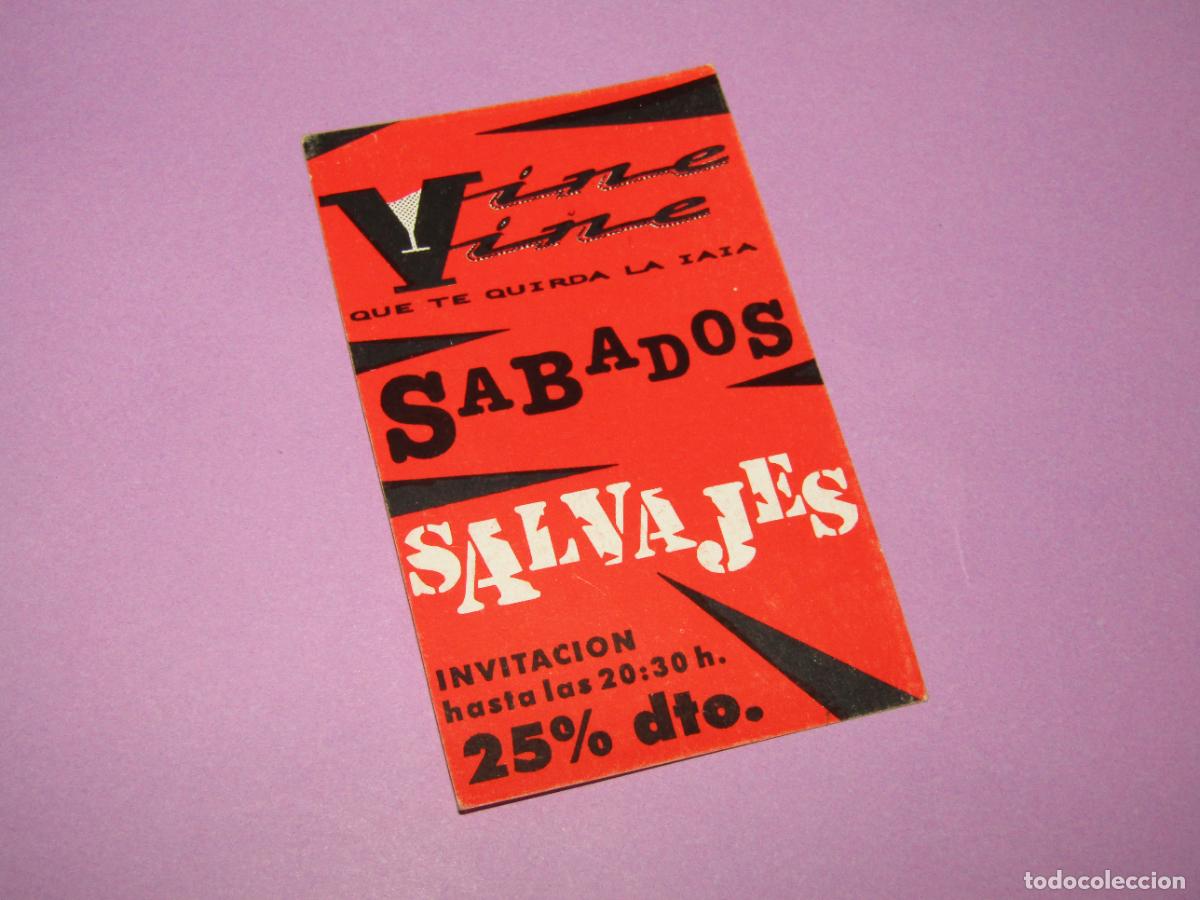 Vine
Vine
QUE TE QUIRDA LA IAIA
SABADOS
SALVAJES
INVITACION
hasta las 20:30 h.
25% dto.
todocoleccion